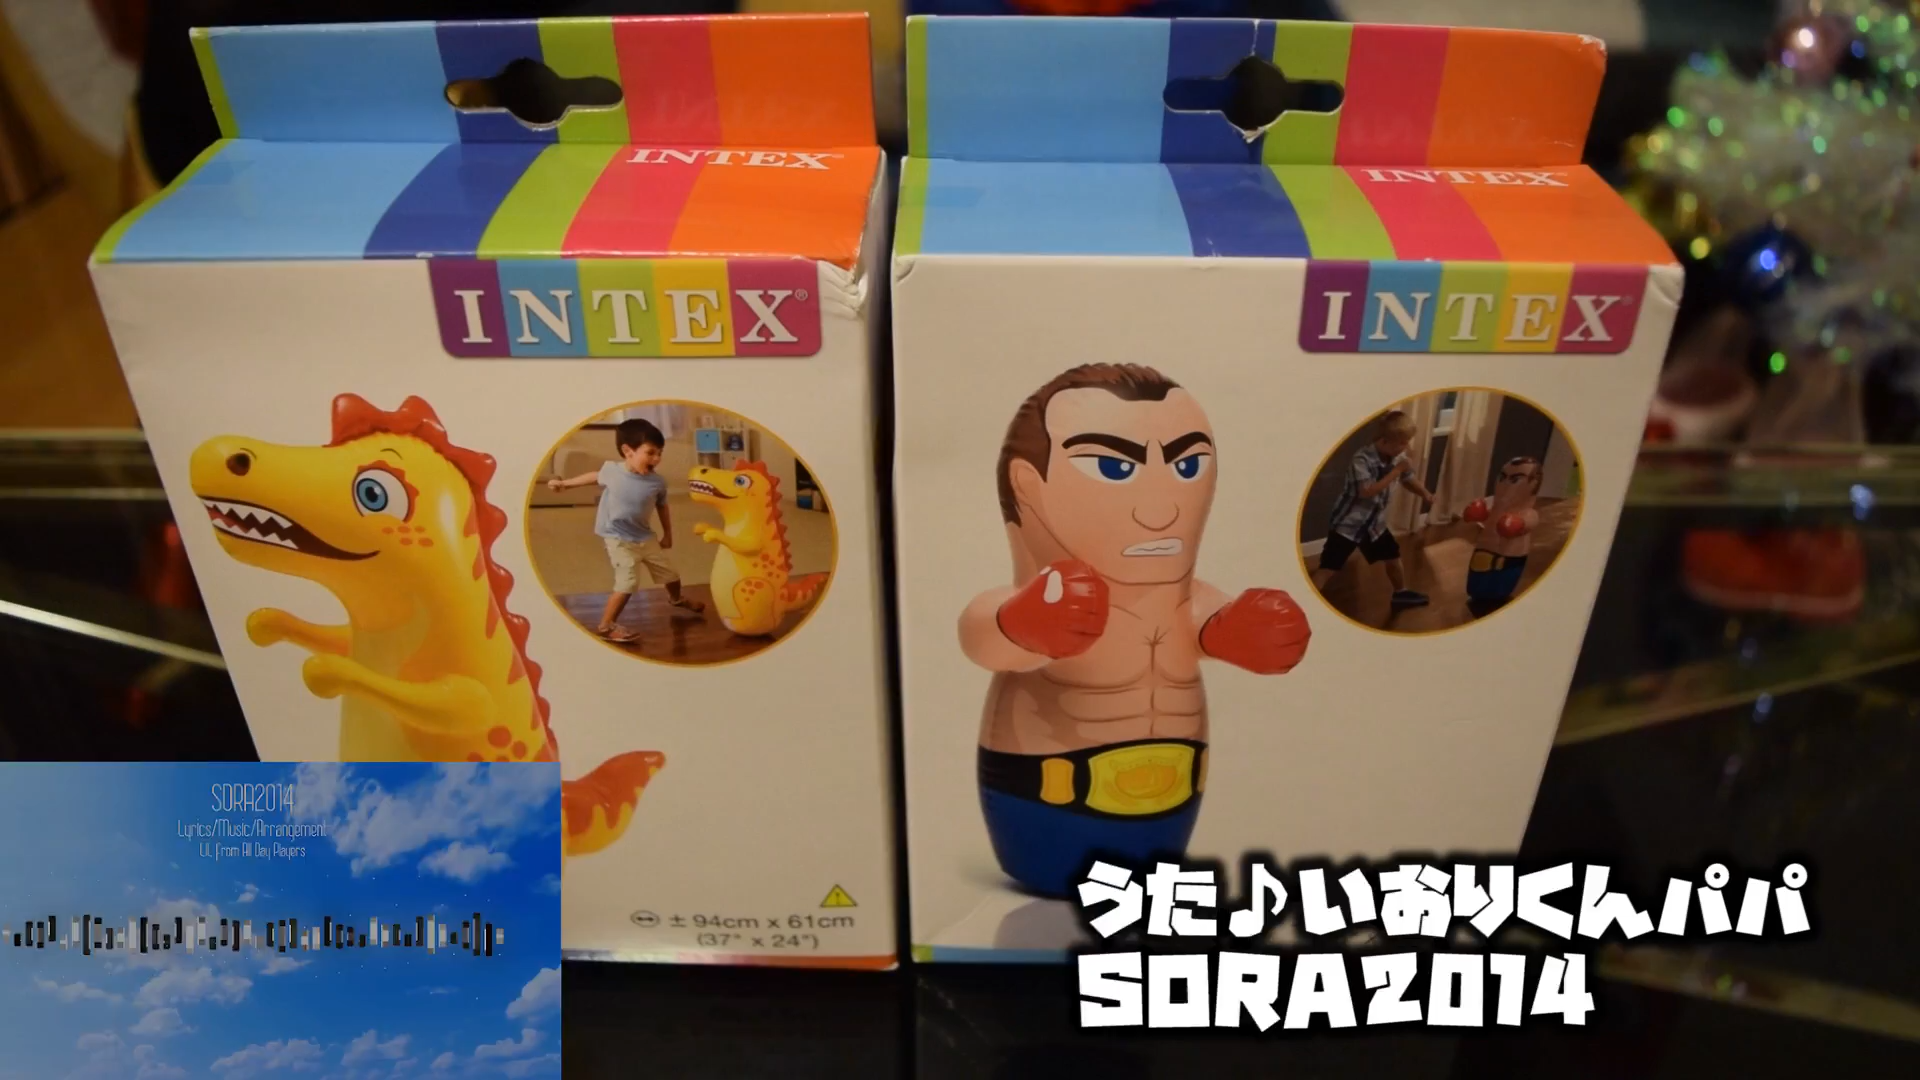 INTEX
INTEX
INTEX
INTEX
± 94cm x 61cm
(37" x 24")
SORA2014
Lyrics/Music/Arrangement
LIL From All Day Players
うた♪いおりくんパパ
SORA2014